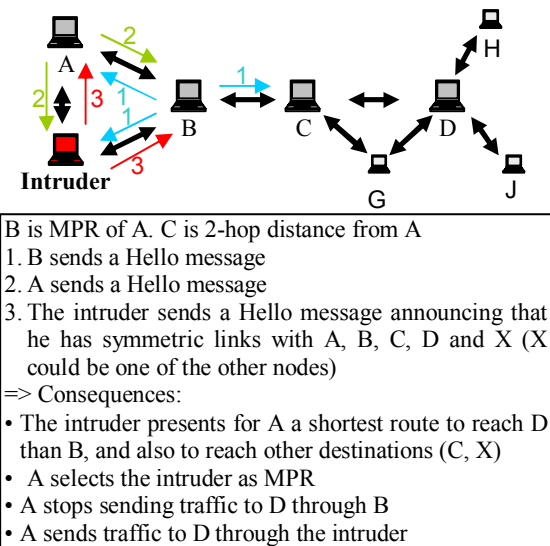 H
2
A
1
2
3
1
B
C
D
1
Intruder
3
G
J
B is MPR of A. C is 2-hop distance from A
1. B sends a Hello message
2. A sends a Hello message
3. The intruder sends a Hello message announcing that
he has symmetric links with A, B, C, D and X (X
could be one of the other nodes)
=> Consequences:
• The intruder presents for A a shortest route to reach D
than B, and also to reach other destinations (C, X)
• A selects the intruder as MPR
• A stops sending traffic to D through B
• A sends traffic to D through the intruder